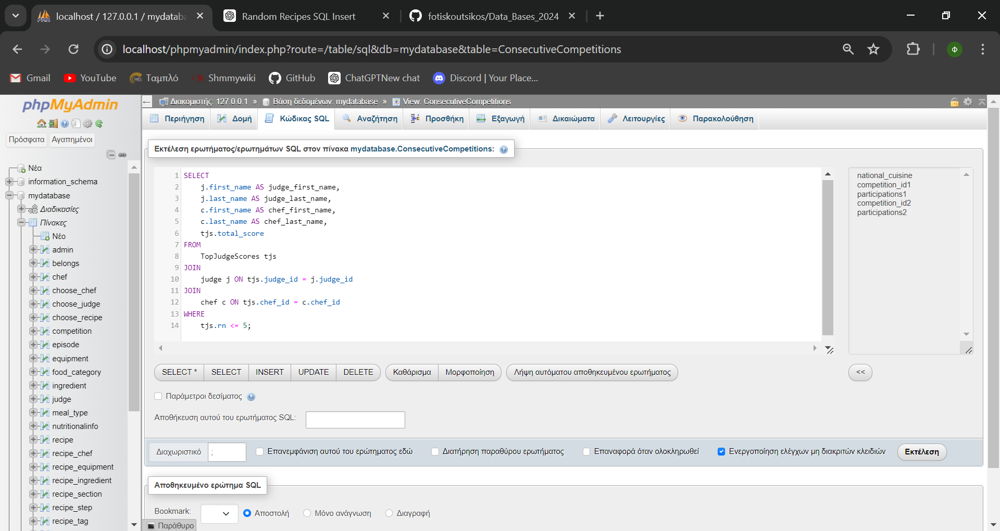 localhost / 127.0.0.1 / mydatab
Random Recipes SQL Insert
fotiskoutsikos/Data_Bases_2024
localhost/phpmyadmin/index.php?route=/table/sql&db=mydatabase&table=ConsecutiveCompetitions
Φ
Gmail
YouTube
Ταμπλό
Shmmywiki
GitHub
ChatGPTNew chat
Discord | Your Place...
phpMyAdmin
Πρόσφατα
Αγαπημένοι
Νέα
information_schema
mydatabase
Διαδικασίες
Πίνακες
Νέο
admin
belongs
chef
choose_chef
choose_judge
choose_recipe
competition
episode
equipment
food_category
ingredient
judge
meal_type
nutritionalinfo
recipe
recipe_chef
recipe_equipment
recipe_ingredient
recipe_section
recipe_step
recipe_tag
Διακομιστής: 127.0.0.1 » Βάση δεδομένων: mydatabase » View: ConsecutiveCompetitions
Περιήγηση
Δομή
Κώδικας SQL
Αναζήτηση
Προσθήκη
Εξαγωγή
Δικαιώματα
Λειτουργίες
Παρακολούθηση
Εκτέλεση ερωτήματος/ερωτημάτων SQL στον πίνακα mydatabase.ConsecutiveCompetitions:
1 SELECT
2 j.first_name AS judge_first_name,
3 j.last_name AS judge_last_name,
4 c.first_name AS chef_first_name,
5 c.last_name AS chef_last_name,
6 tjs.total_score
7 FROM
8 TopJudgeScores tjs
9 JOIN
10 judge j ON tjs.judge_id = j.judge_id
11 JOIN
12 chef c ON tjs.chef_id = c.chef_id
13 WHERE
14 tjs.rn <= 5;
national_cuisine
competition_id1
participations1
competition_id2
participations2
SELECT *
SELECT
INSERT
UPDATE
DELETE
Καθάρισμα
Μορφοποίηση
Λήψη αυτόματου αποθηκευμένου ερωτήματος
<<
Παράμετροι δεσίματος
Αποθήκευση αυτού του ερωτήματος SQL:
Διαχωριστικό
;
Επανεμφάνιση αυτού του ερώτηματος εδώ
Διατήρηση παραθύρου ερωτήματος
Επαναφορά όταν ολοκληρωθεί
Ενεργοποίηση ελέγχων μη διακριτών κλειδιών
Εκτέλεση
Αποθηκευμένο ερώτημα SQL
Bookmark:
Αποστολή
Μόνο ανάγνωση
Διαγραφή
Παράθυρο